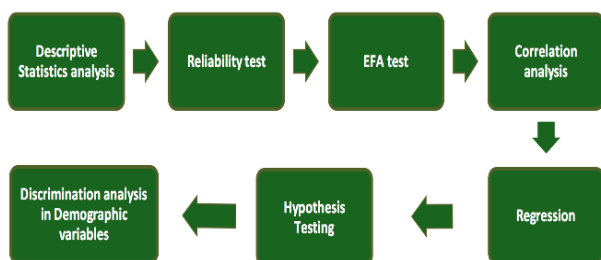 Descriptive
Statistics analysis
Reliability test
EFA test
Correlation
analysis
Regression
Hypothesis
Testing
Discrimination analysis
in Demographic
variables